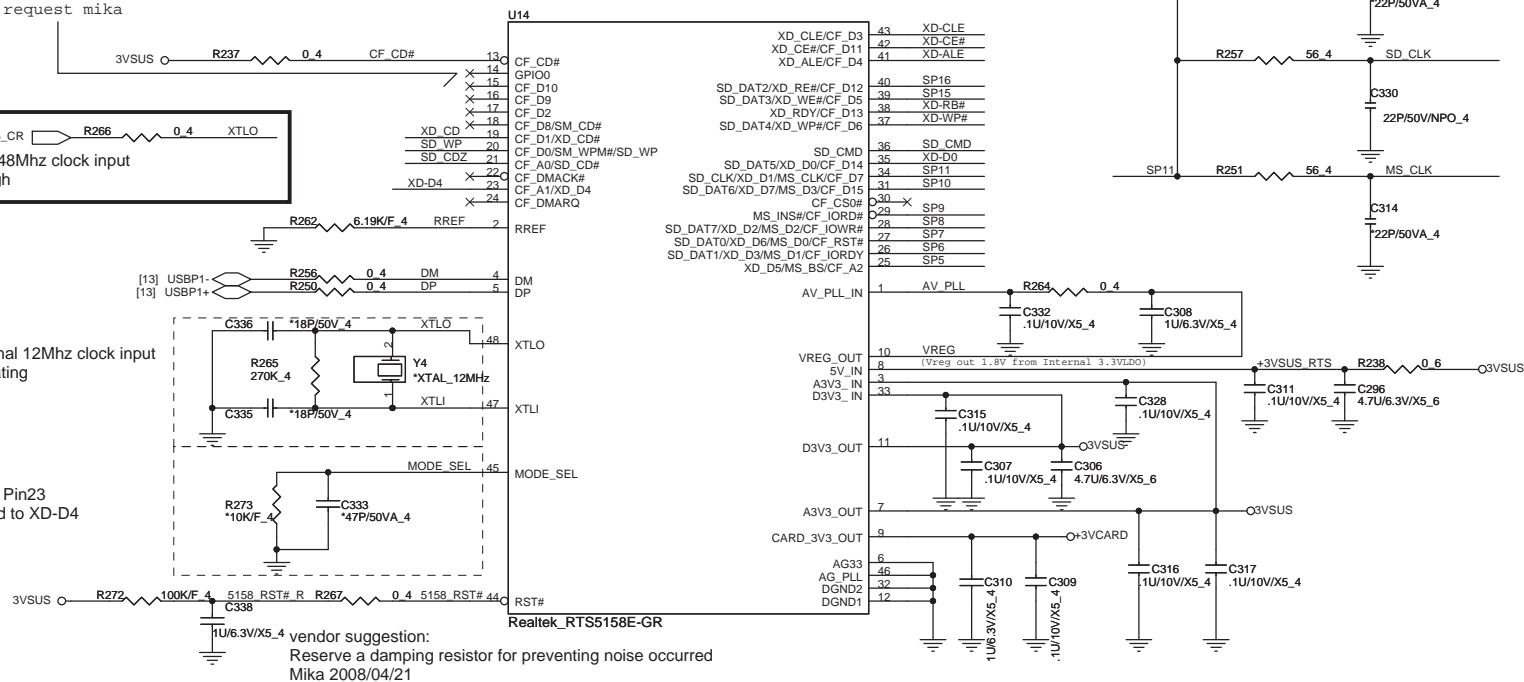 request mika
U14
*22P/50VA_4
3VSUS R237 0_4 CF_CD# 13 CF_CD#
14 GPIO0
15 CF_D10
16 CF_D9
17 CF_D2
18 CF_D8/SM_CD#
XD_CD 19 CF_D1/XD_CD#
SD_WP 20 CF_D0/SM_WPM#/SD_WP
SD_CDZ 21 CF_A0/SD_CD#
22 CF_DMACK#
XD-D4 23 CF_A1/XD_D4
24 CF_DMARQ
_CR R266 0_4 XTLO
48Mhz clock input
gh
R262 6.19K/F_4 RREF 2 RREF
[13] USBP1- R256 0_4 DM 4 DM
[13] USBP1+ R250 0_4 DP 5 DP
C336 *18P/50V_4 XTLO 48 XTLO
nal 12Mhz clock input
ating
R265
270K_4
2
Y4
*XTAL_12MHz
1
C335 *18P/50V_4 XTLI 47 XTLI
MODE_SEL 45 MODE_SEL
Pin23
d to XD-D4
R273
*10K/F_4
C333
*47P/50VA_4
3VSUS R272 100K/F_4 5158_RST#_R R267 0_4 5158_RST# 44 RST#
C338
1U/6.3V/X5_4
Realtek_RTS5158E-GR
vendor suggestion:
Reserve a damping resistor for preventing noise occurred
Mika 2008/04/21
XD_CLE/CF_D3 43 XD-CLE
XD_CE#/CF_D11 42 XD-CE#
XD_ALE/CF_D4 41 XD-ALE
SD_DAT2/XD_RE#/CF_D12 40 SP16
SD_DAT3/XD_WE#/CF_D5 39 SP15
XD_RDY/CF_D13 38 XD-RB#
SD_DAT4/XD_WP#/CF_D6 37 XD-WP#
SD_CMD 36 SD_CMD
SD_DAT5/XD_D0/CF_D14 35 XD-D0
SD_CLK/XD_D1/MS_CLK/CF_D7 34 SP11
SD_DAT6/XD_D7/MS_D3/CF_D15 31 SP10
CF_CS0# 30
MS_INS#/CF_IORD# 29 SP9
SD_DAT7/XD_D2/MS_D2/CF_IOWR# 28 SP8
SD_DAT0/XD_D6/MS_D0/CF_RST# 27 SP7
SD_DAT1/XD_D3/MS_D1/CF_IORDY 26 SP6
XD_D5/MS_BS/CF_A2 25 SP5
AV_PLL_IN 1 AV_PLL R264 0_4
C332
.1U/10V/X5_4
C308
1U/6.3V/X5_4
VREG_OUT 10 VREG
(Vreg out 1.8V from Internal 3.3VLDO)
5V_IN 8 +3VSUS_RTS R238 0_6 3VSUS
A3V3_IN 3
D3V3_IN 33
C311
.1U/10V/X5_4
C296
4.7U/6.3V/X5_6
C328
.1U/10V/X5_4
C315
.1U/10V/X5_4
D3V3_OUT 11 3VSUS
C307
.1U/10V/X5_4
C306
4.7U/6.3V/X5_6
A3V3_OUT 7 3VSUS
CARD_3V3_OUT 9 +3VCARD
AG33 6
AG_PLL 46
DGND2 32
DGND1 12
C310
1U/6.3V/X5_4
C309
.1U/10V/X5_4
C316
.1U/10V/X5_4
C317
.1U/10V/X5_4
R257 56_4 SD_CLK
C330
22P/50V/NPO_4
SP11 R251 56_4 MS_CLK
C314
*22P/50VA_4